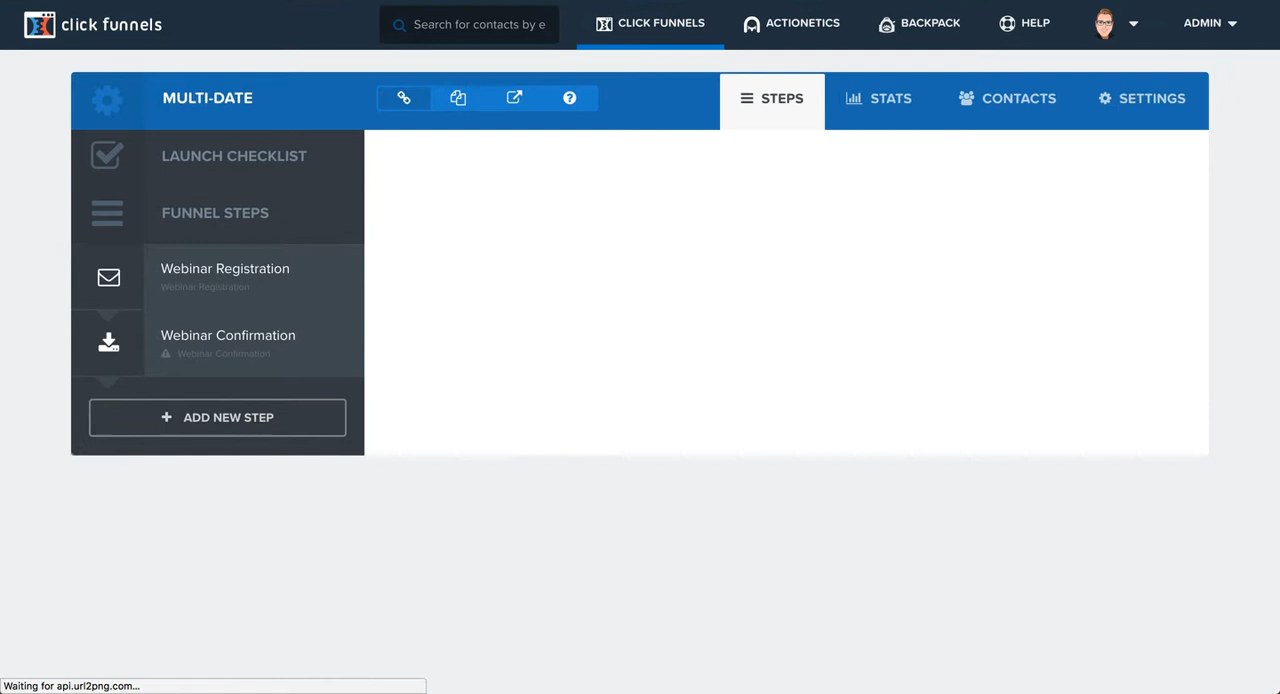 click funnels
Search for contacts by e
CLICK FUNNELS
ACTIONETICS
BACKPACK
HELP
ADMIN
MULTI-DATE
STEPS
STATS
CONTACTS
SETTINGS
LAUNCH CHECKLIST
FUNNEL STEPS
Webinar Registration
Webinar Registration
Webinar Confirmation
Webinar Confirmation
+ ADD NEW STEP
Waiting for api.url2png.com...